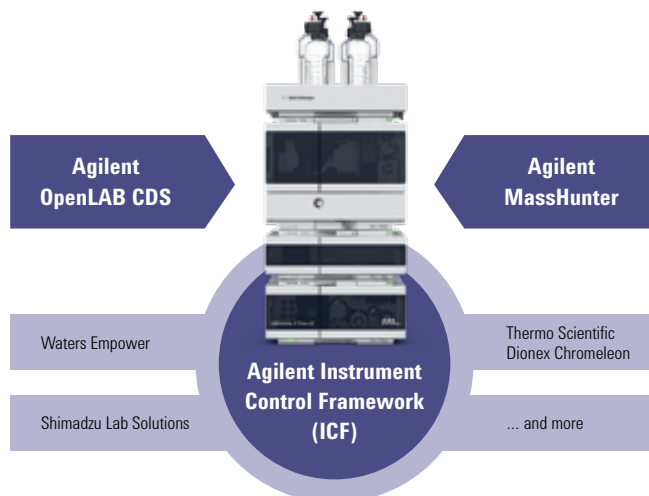 Agilent
OpenLAB CDS
Agilent
MassHunter
Waters Empower
Thermo Scientific
Dionex Chromeleon
Agilent Instrument
Control Framework
(ICF)
Shimadzu Lab Solutions
... and more